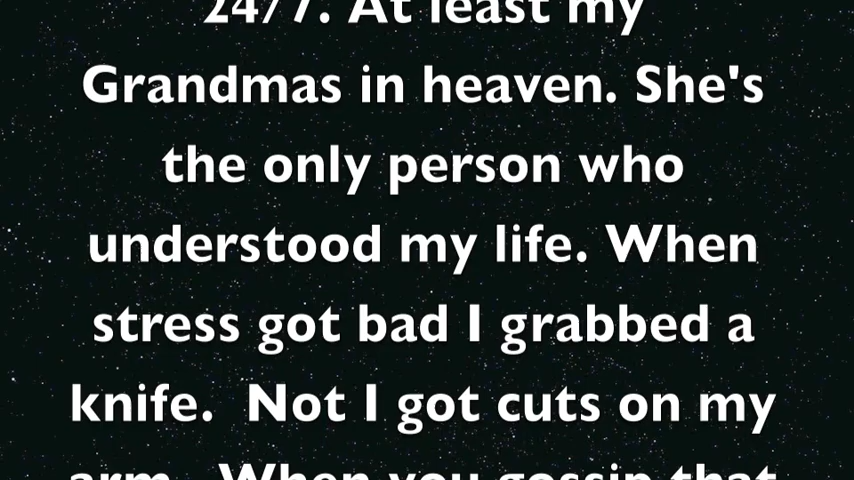 24/7. At least my
Grandmas in heaven. She's
the only person who
understood my life. When
stress got bad I grabbed a
knife.  Not I got cuts on my
arm.  When you gossip that